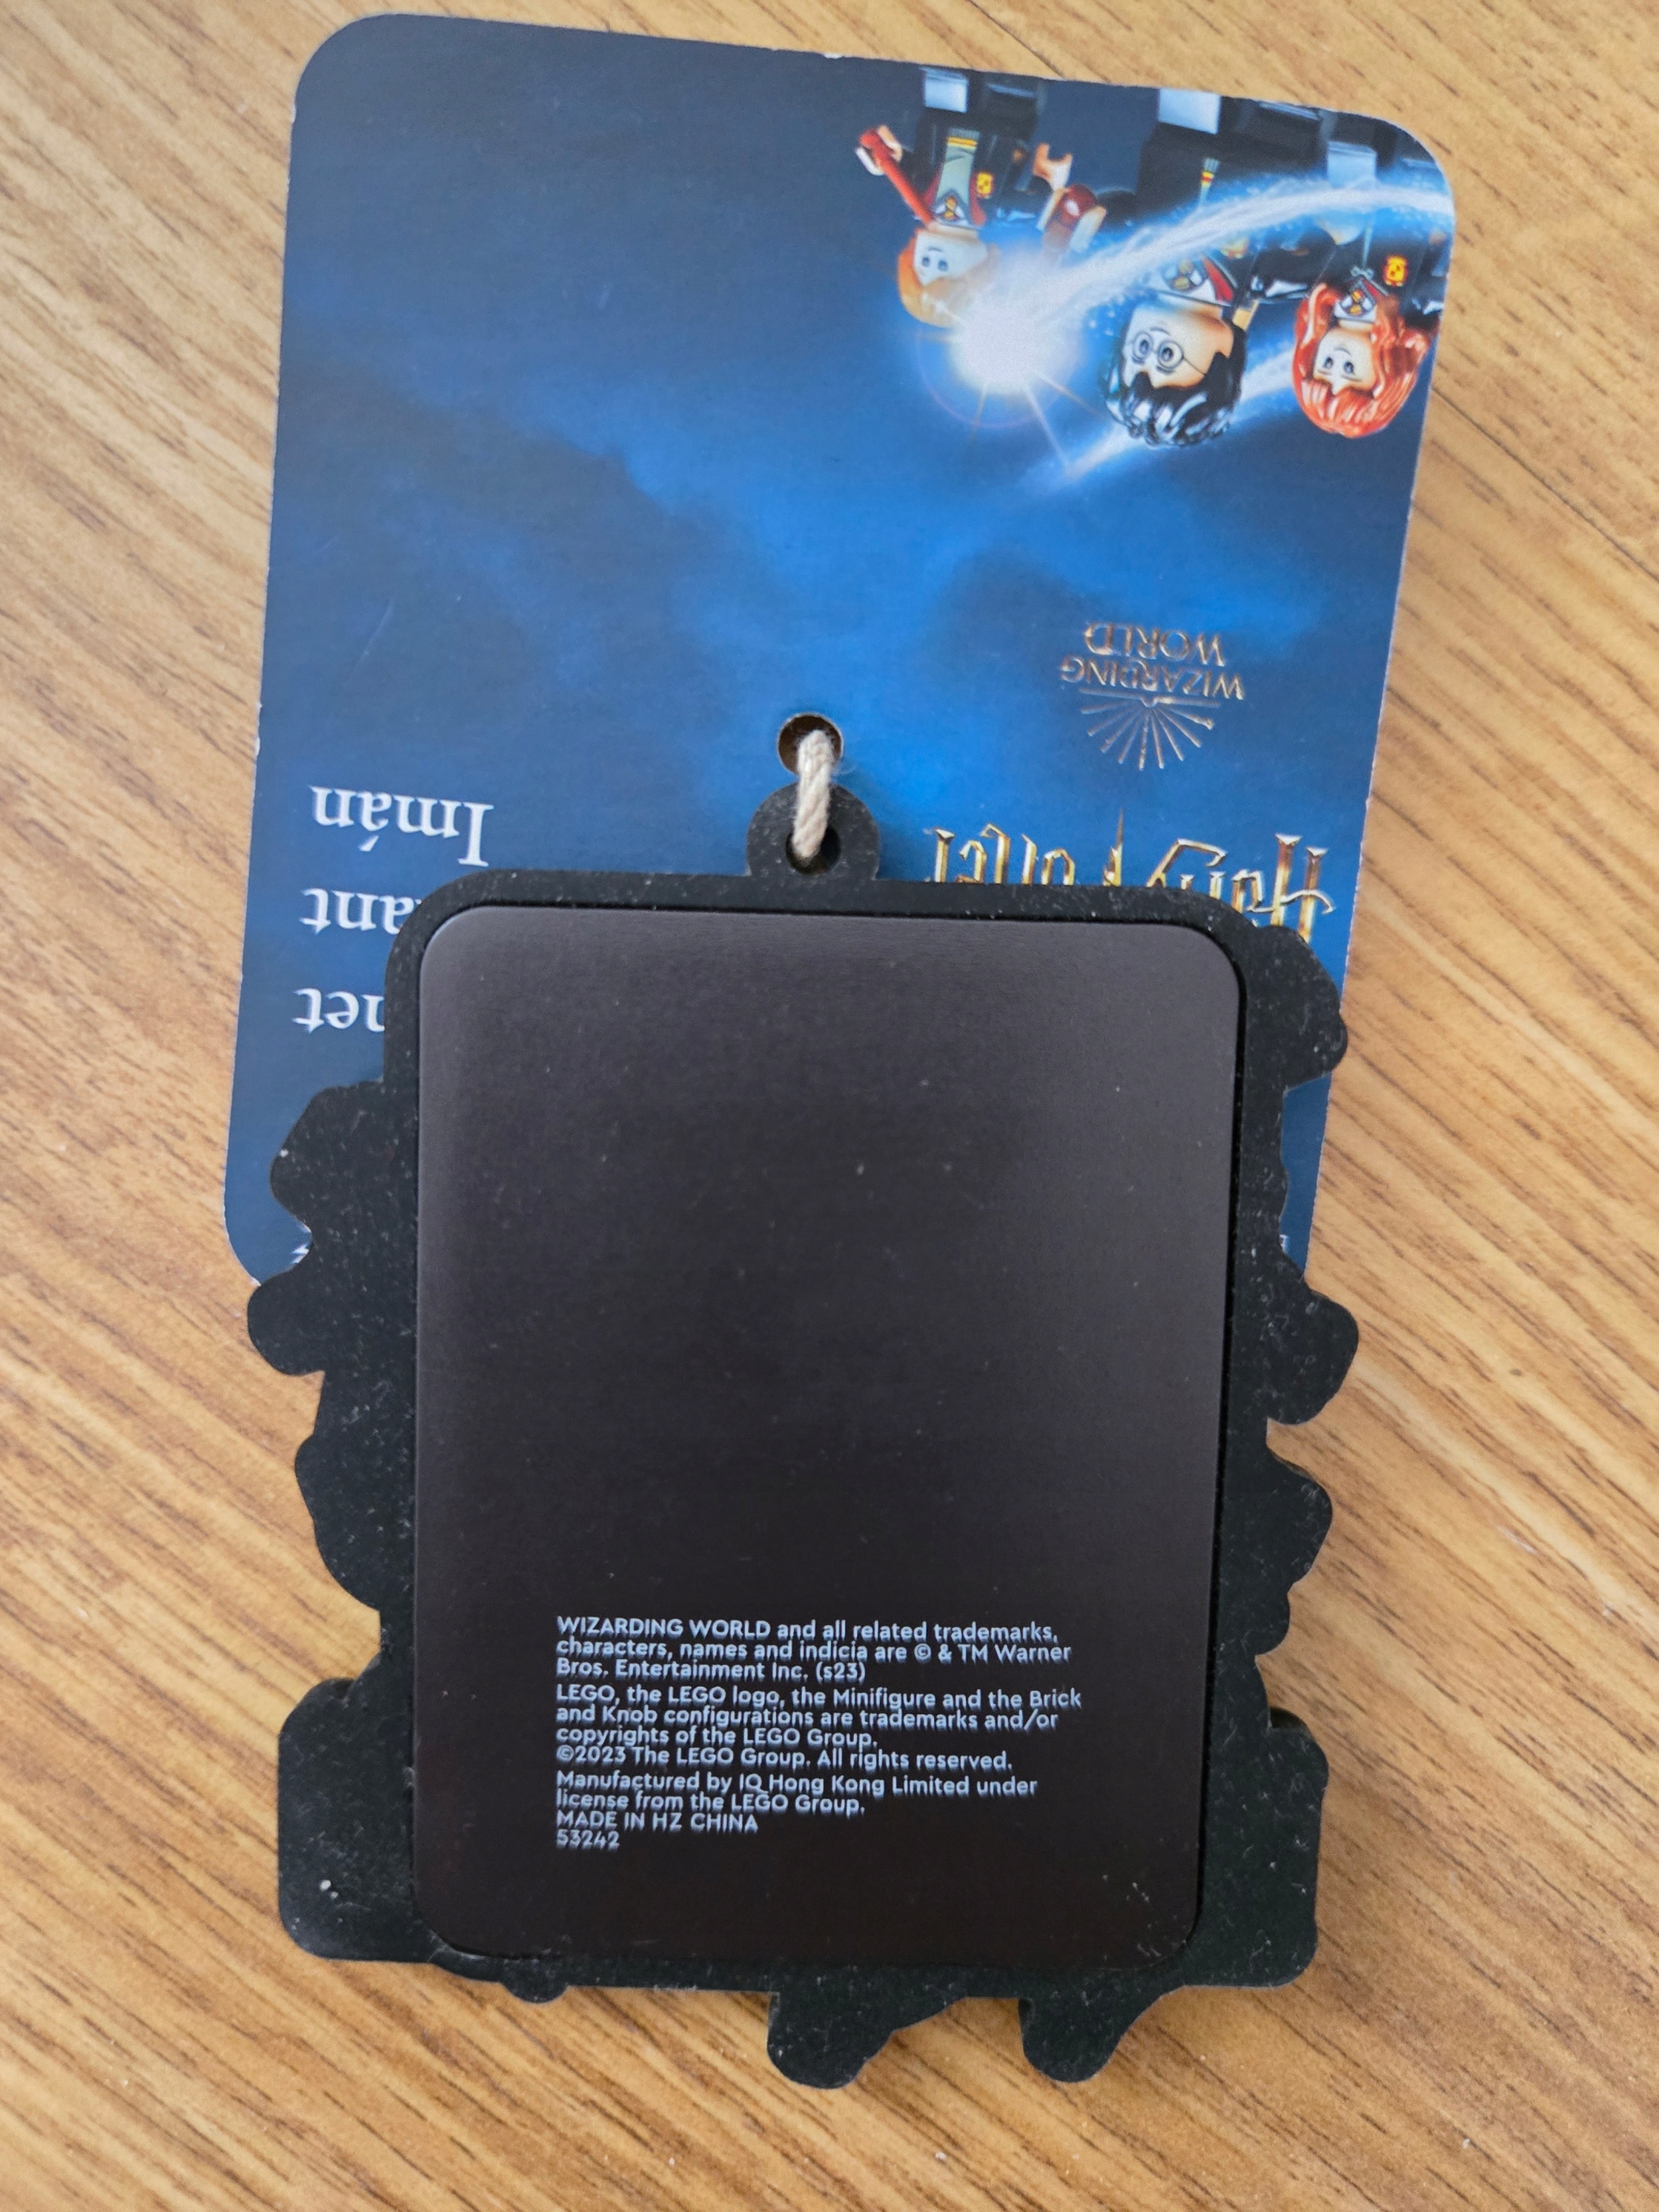 WIZARDING
WORLD
Harry Potter
Imán
ant
net
WIZARDING WORLD and all related trademarks,
characters, names and indicia are © & TM Warner
Bros. Entertainment Inc. (s23)
LEGO, the LEGO logo, the Minifigure and the Brick
and Knob configurations are trademarks and/or
copyrights of the LEGO Group.
©2023 The LEGO Group. All rights reserved.
Manufactured by IQ Hong Kong Limited under
license from the LEGO Group.
MADE IN HZ CHINA
53242